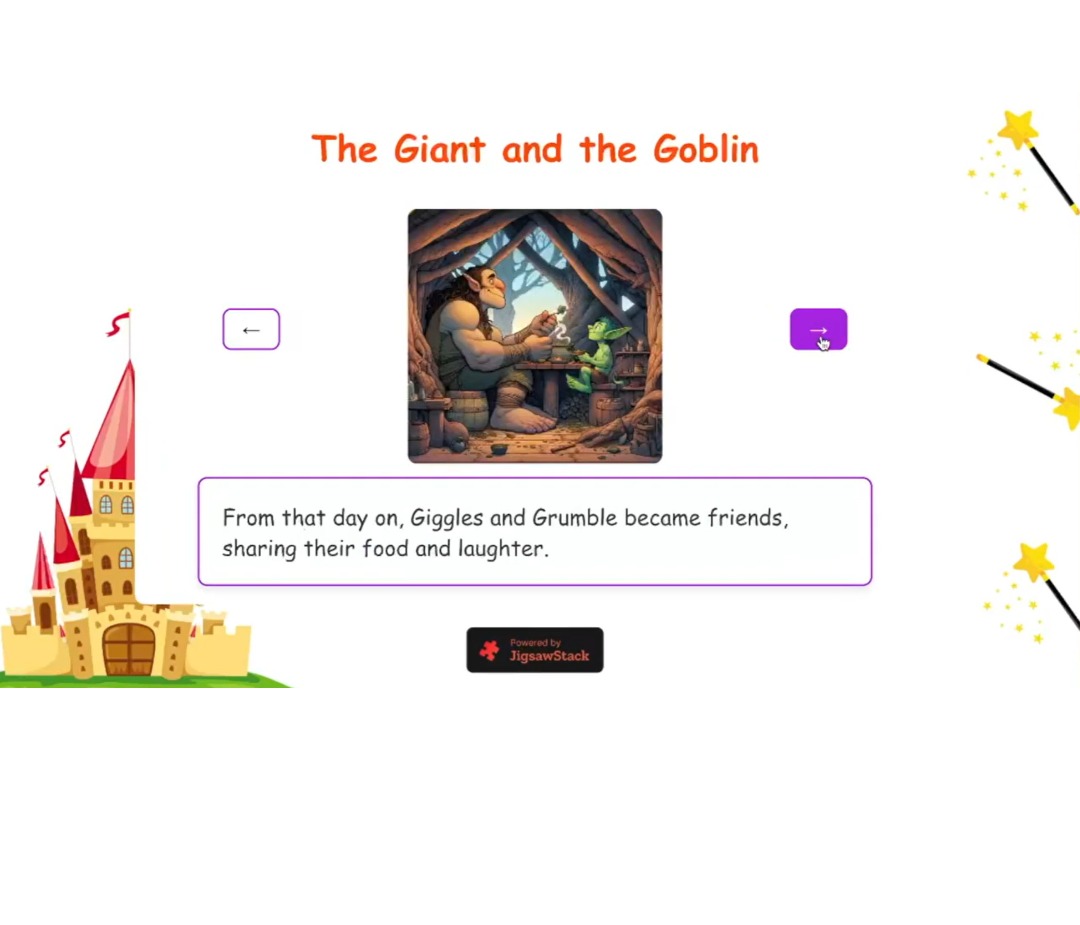 The Giant and the Goblin
←
→
From that day on, Giggles and Grumble became friends,
sharing their food and laughter.
Powered by
JigsawStack